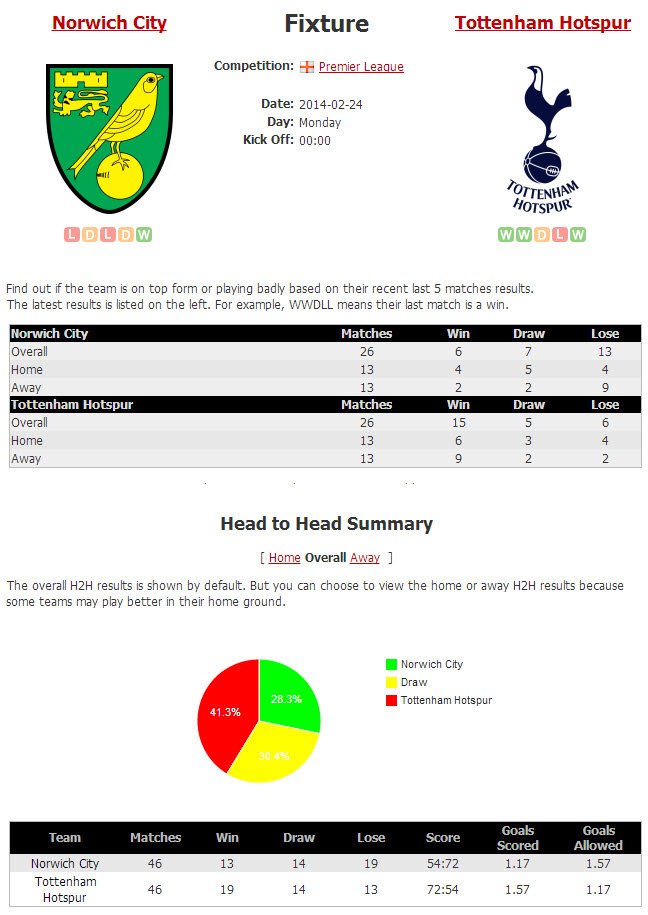 Norwich City Fixture Tottenham Hotspur
Competition: Premier League
Date: 2014-02-24
Day: Monday
Kick Off: 00:00
TOTTENHAM
HOTSPUR
L D L D W W W D L W
Find out if the team is on top form or playing badly based on their recent last 5 matches results.
The latest results is listed on the left. For example, WWDLL means their last match is a win.
Norwich City Matches Win Draw Lose
Overall 26 6 7 13
Home 13 4 5 4
Away 13 2 2 9
Tottenham Hotspur Matches Win Draw Lose
Overall 26 15 5 6
Home 13 6 3 4
Away 13 9 2 2
Head to Head Summary
[ Home Overall Away ]
The overall H2H results is shown by default. But you can choose to view the home or away H2H results because
some teams may play better in their home ground.
Norwich City
Draw
Tottenham Hotspur
28.3%
41.3%
30.4%
Team Matches Win Draw Lose Score Goals Scored Goals Allowed
Norwich City 46 13 14 19 54:72 1.17 1.57
Tottenham Hotspur 46 19 14 13 72:54 1.57 1.17